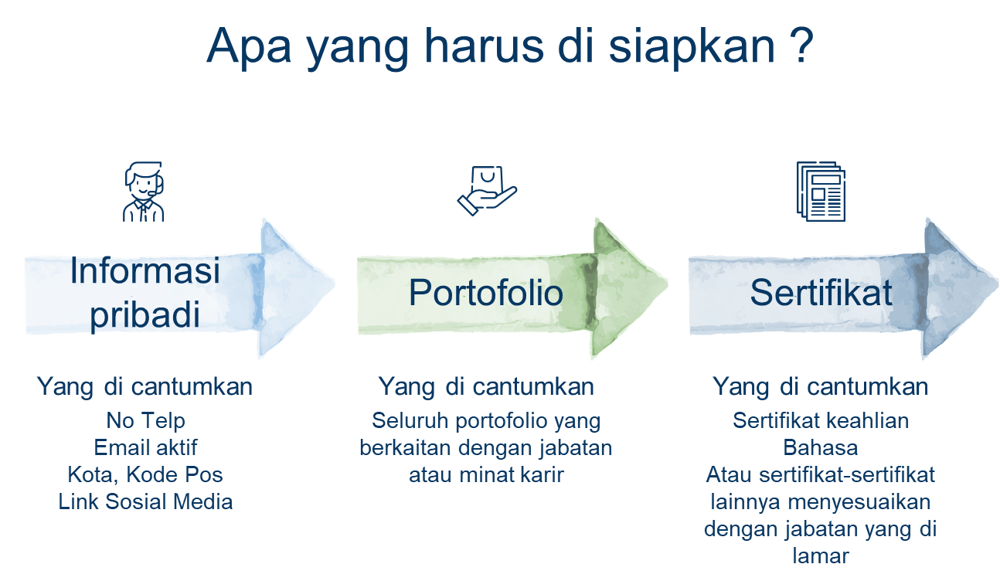 Apa yang harus di siapkan ?
Informasi
pribadi
Yang di cantumkan
No Telp
Email aktif
Kota, Kode Pos
Link Sosial Media
Portofolio
Yang di cantumkan
Seluruh portofolio yang
berkaitan dengan jabatan
atau minat karir
Sertifikat
Yang di cantumkan
Sertifikat keahlian
Bahasa
Atau sertifikat-sertifikat
lainnya menyesuaikan
dengan jabatan yang di
lamar